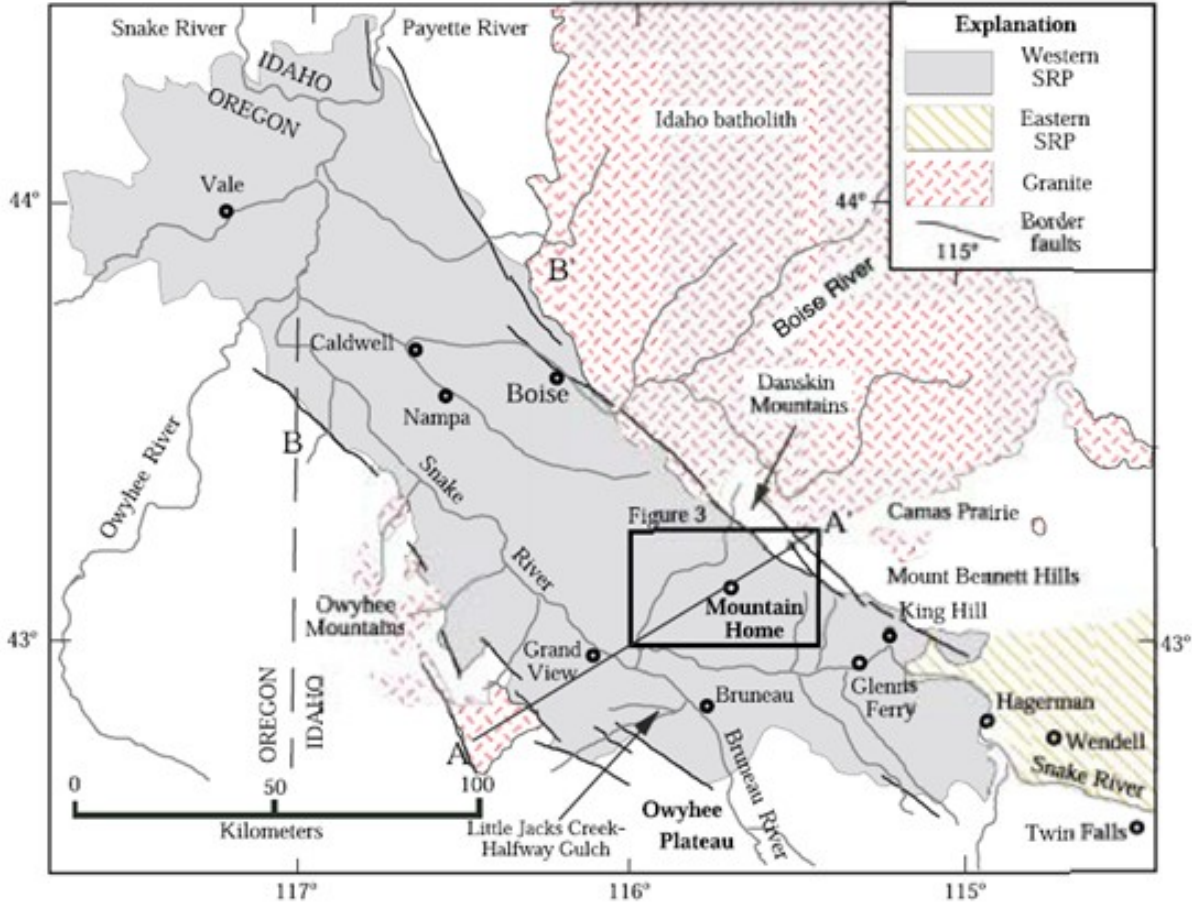 Snake River
Payette River
IDAHO
OREGON
Explanation
Western
SRP
Eastern
SRP
Granite
Border
faults
115°
Idaho batholith
44°
44°
Vale
B'
Boise River
Caldwell
Boise
Nampa
Danskin
Mountains
B
Owyhee River
Snake
River
Figure 3
A'
Camas Prairie
Mount Bennett Hills
Owyhee
Mountains
Mountain
Home
King Hill
43°
43°
Grand
View
Glenns
Ferry
Bruneau
Hagerman
Wendell
OREGON
IDAHO
A
Bruneau River
Snake River
0
50
100
Kilometers
Little Jacks Creek-
Halfway Gulch
Owyhee
Plateau
Twin Falls
117°
116°
115°